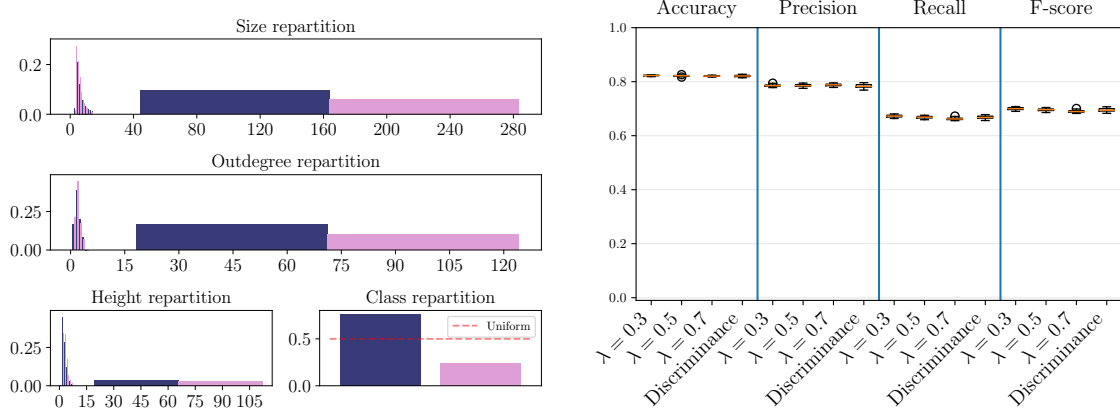 Size repartition
0.2
0.0
0 40 80 120 160 200 240 280
Outdegree repartition
0.25
0.00
0 15 30 45 60 75 90 105 120
Height repartition
0.25
0.00
0 15 30 45 60 75 90 105
Class repartition
Uniform
0.5
0.0
Accuracy Precision Recall F-score
1.0
0.8
0.6
0.4
0.2
0.0
λ = 0.3 λ = 0.5 λ = 0.7 Discriminance λ = 0.3 λ = 0.5 λ = 0.7 Discriminance λ = 0.3 λ = 0.5 λ = 0.7 Discriminance λ = 0.3 λ = 0.5 λ = 0.7 Discriminance